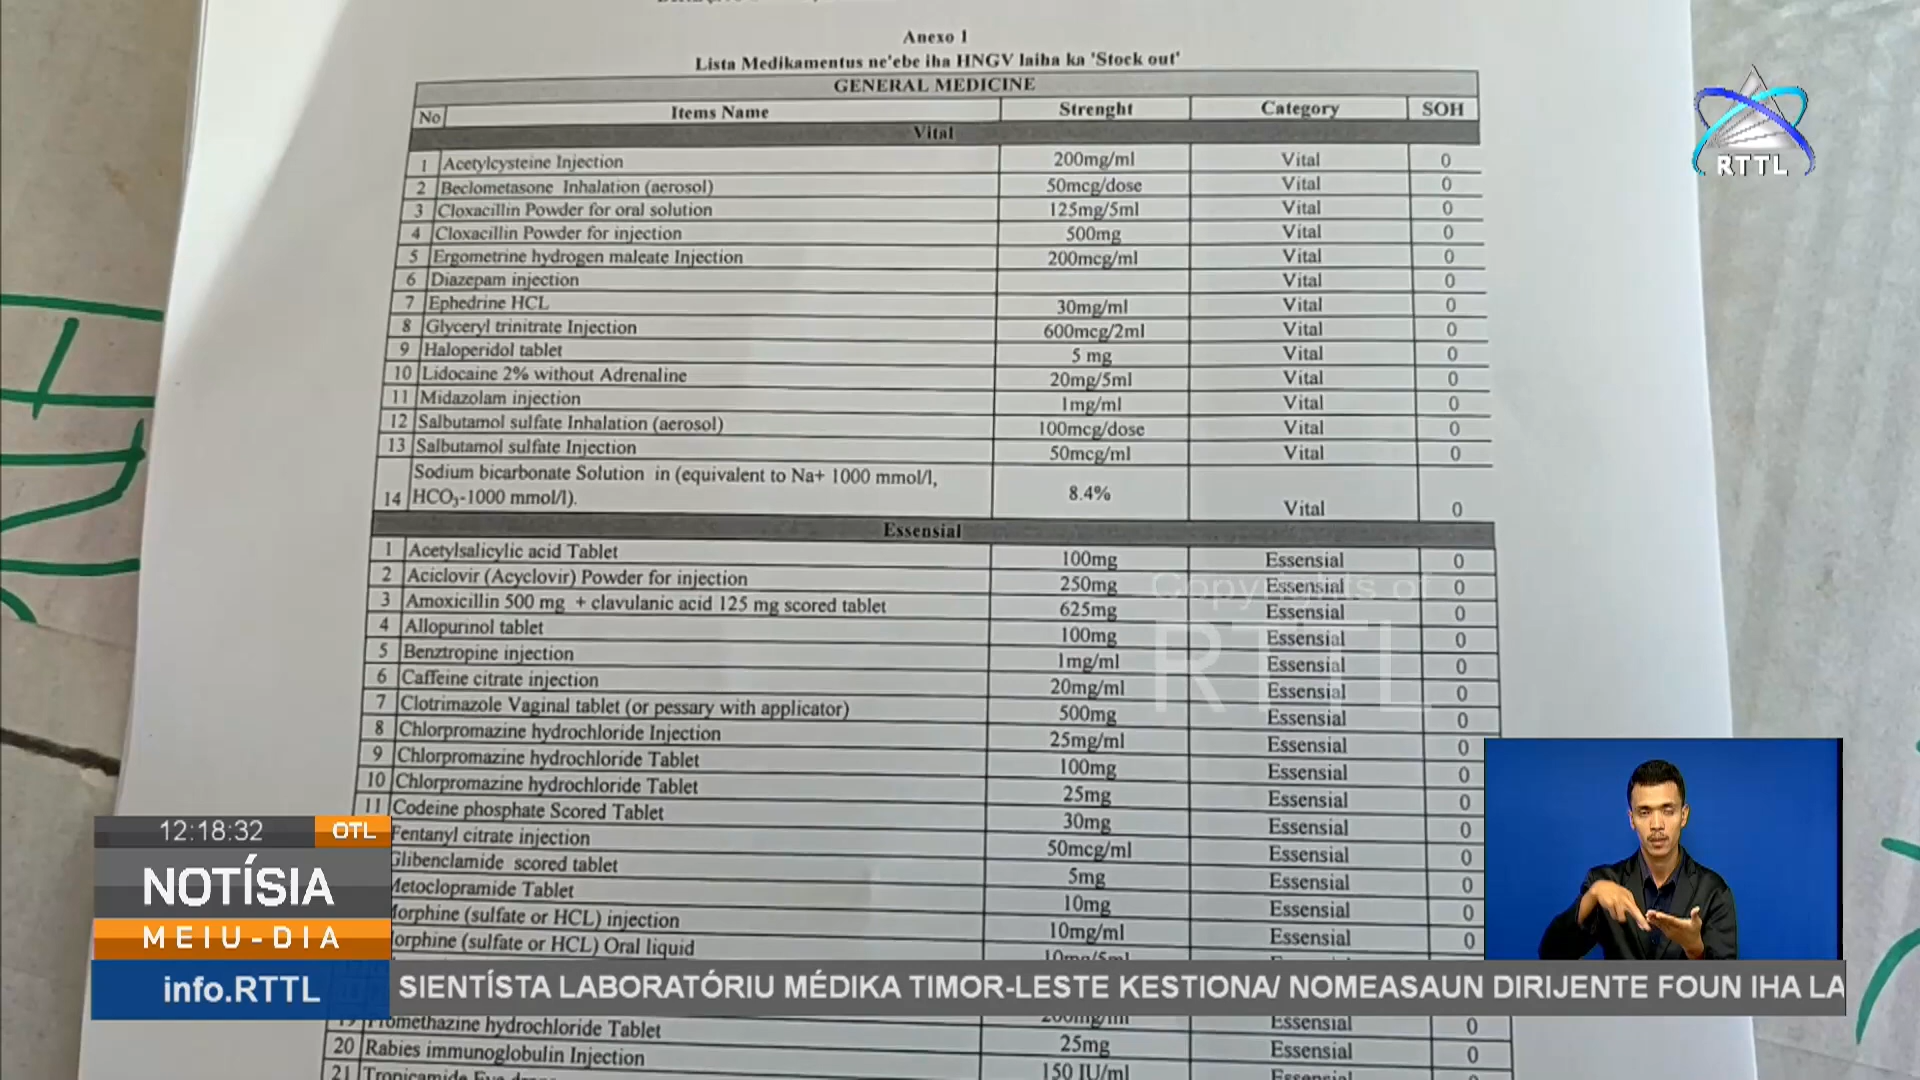 Anexo 1
Lista Medikamentus ne'ebe iha HNGV laiha ka 'Stock out'
GENERAL MEDICINE
No Items Name Strenght Category SOH
Vital
1 Acetylcysteine Injection 200mg/ml Vital 0
2 Beclometasone Inhalation (aerosol) 50mcg/dose Vital 0
3 Cloxacillin Powder for oral solution 125mg/5ml Vital 0
4 Cloxacillin Powder for injection 500mg Vital 0
5 Ergometrine hydrogen maleate Injection 200mcg/ml Vital 0
6 Diazepam injection Vital 0
7 Ephedrine HCL 30mg/ml Vital 0
8 Glyceryl trinitrate Injection 600mcg/2ml Vital 0
9 Haloperidol tablet 5 mg Vital 0
10 Lidocaine 2% without Adrenaline 20mg/5ml Vital 0
11 Midazolam injection 1mg/ml Vital 0
12 Salbutamol sulfate Inhalation (aerosol) 100mcg/dose Vital 0
13 Salbutamol sulfate Injection 50mcg/ml Vital 0
Sodium bicarbonate Solution in (equivalent to Na+ 1000 mmol/l,
14 HCO₃-1000 mmol/l). 8.4% Vital 0
Essensial
1 Acetylsalicylic acid Tablet 100mg Essensial 0
2 Aciclovir (Acyclovir) Powder for injection 250mg Essensial 0
3 Amoxicillin 500 mg + clavulanic acid 125 mg scored tablet 625mg Essensial 0
4 Allopurinol tablet 100mg Essensial 0
5 Benztropine injection 1mg/ml Essensial 0
6 Caffeine citrate injection 20mg/ml Essensial 0
7 Clotrimazole Vaginal tablet (or pessary with applicator) 500mg Essensial 0
8 Chlorpromazine hydrochloride Injection 25mg/ml Essensial 0
9 Chlorpromazine hydrochloride Tablet 100mg Essensial 0
10 Chlorpromazine hydrochloride Tablet 25mg Essensial 0
11 Codeine phosphate Scored Tablet 30mg Essensial 0
Fentanyl citrate injection 50mcg/ml Essensial 0
Glibenclamide scored tablet 5mg Essensial 0
Metoclopramide Tablet 10mg Essensial 0
Morphine (sulfate or HCL) injection 10mg/ml Essensial 0
Morphine (sulfate or HCL) Oral liquid 10mg/5ml
19 Promethazine hydrochloride Tablet 25mg Essensial 0
20 Rabies immunoglobulin Injection 150 IU/ml Essensial 0
21 Tropicamide Eye
RTTL
Copyrights of
RTTL
12:18:32 OTL
NOTÍSIA
MEIU-DIA
info.RTTL SIENTÍSTA LABORATÓRIU MÉDIKA TIMOR-LESTE KESTIONA/ NOMEASAUN DIRIJENTE FOUN IHA LA